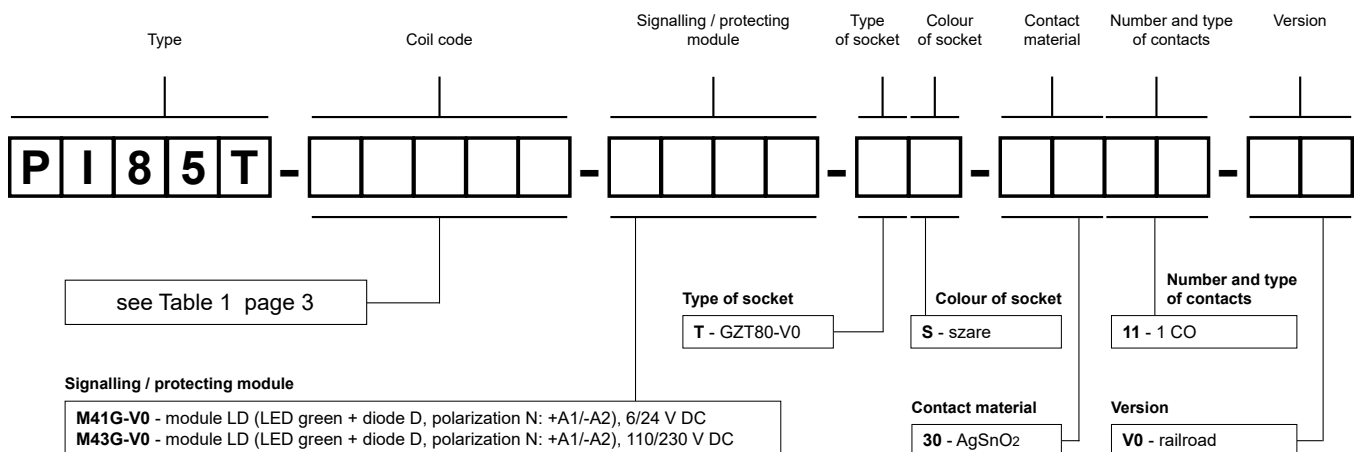 Type
Coil code
Signalling / protecting
module
Type
of socket
Colour
of socket
Contact
material
Number and type
of contacts
Version
PI85T - - - - -
see Table 1 page 3
Type of socket
T - GZT80-V0
Colour of socket
S - szare
Number and type
of contacts
11 - 1 CO
Signalling / protecting module
M41G-V0 - module LD (LED green + diode D, polarization N: +A1/-A2), 6/24 V DC
M43G-V0 - module LD (LED green + diode D, polarization N: +A1/-A2), 110/230 V DC
Contact material
30 - AgSnO2
Version
V0 - railroad